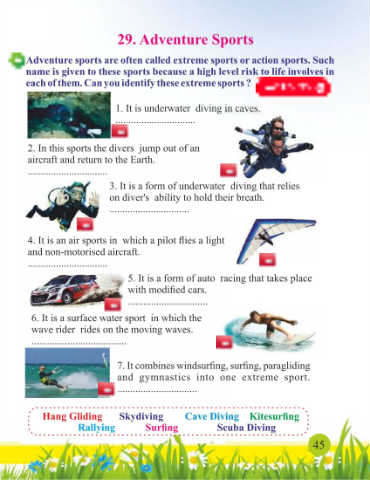 29. Adventure Sports
Adventure sports are often called extreme sports or action sports. Such
name is given to these sports because a high level risk to life involves in
each of them. Can you identify these extreme sports ?
1. It is underwater diving in caves.
................................
2. In this sports the divers jump out of an
aircraft and return to the Earth.
................................
3. It is a form of underwater diving that relies
on diver's ability to hold their breath.
................................
4. It is an air sports in which a pilot flies a light
and non-motorised aircraft.
................................
5. It is a form of auto racing that takes place
with modified cars.
................................
6. It is a surface water sport in which the
wave rider rides on the moving waves.
......................................
7. It combines windsurfing, surfing, paragliding
and gymnastics into one extreme sport.
................................
Hang Gliding Skydiving Cave Diving Kitesurfing
Rallying Surfing Scuba Diving
45